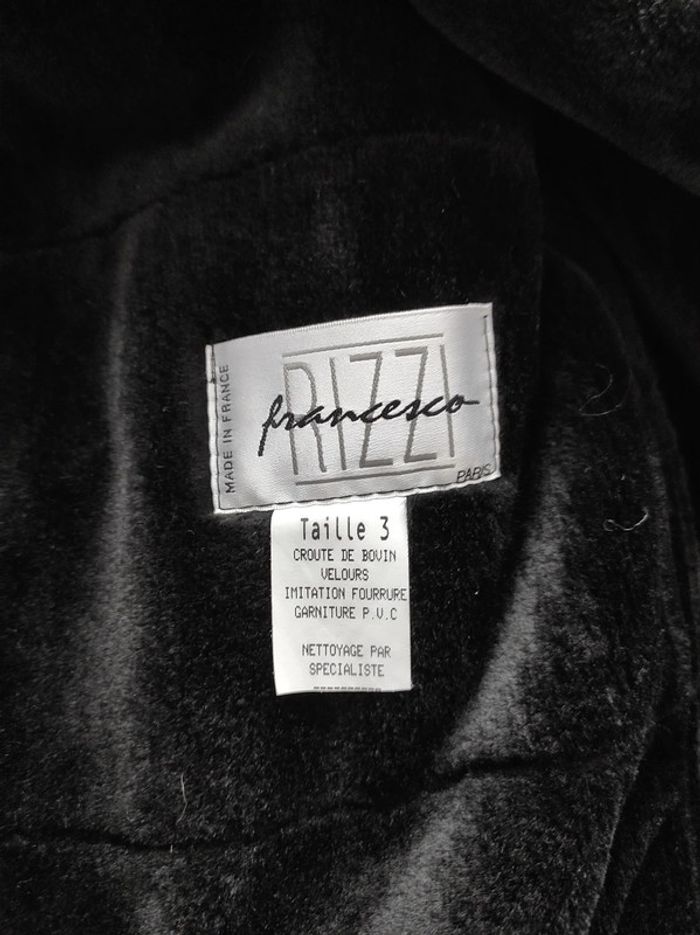 MADE IN FRANCE
RIZZI
francesco
PARIS
Taille 3
CROUTE DE BOVIN
VELOURS
IMITATION FOURRURE
GARNITURE P.V.C
NETTOYAGE PAR
SPECIALISTE